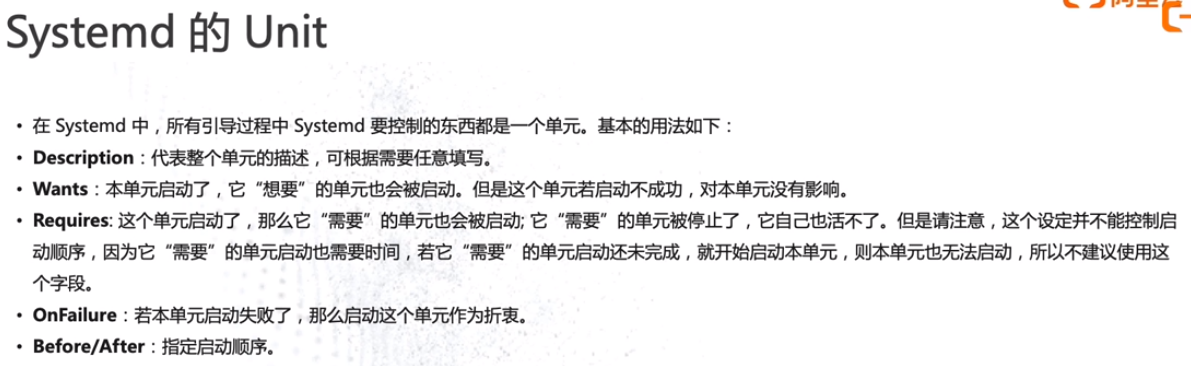 Systemd 的 Unit
• 在 Systemd 中，所有引导过程中 Systemd 要控制的东西都是一个单元。基本的用法如下：
• Description：代表整个单元的描述，可根据需要任意填写。
• Wants：本单元启动了，它“想要”的单元也会被启动。但是这个单元若启动不成功，对本单元没有影响。
• Requires: 这个单元启动了，那么它“需要”的单元也会被启动; 它“需要”的单元被停止了，它自己也活不了。但是请注意，这个设定并不能控制启
动顺序，因为它“需要”的单元启动也需要时间，若它“需要”的单元启动还未完成，就开始启动本单元，则本单元也无法启动，所以不建议使用这
个字段。
• OnFailure：若本单元启动失败了，那么启动这个单元作为折衷。
• Before/After：指定启动顺序。